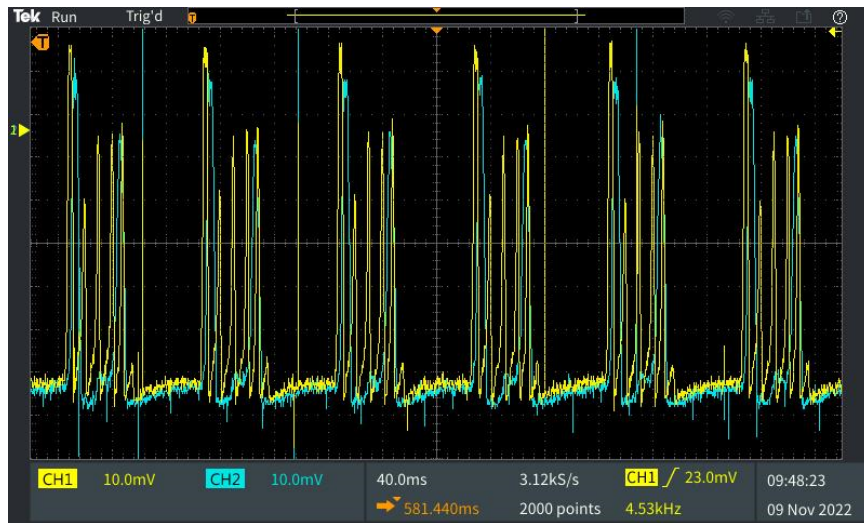 Tek Run Trig'd T ?
T
2
CH1 10.0mV CH2 10.0mV 40.0ms 3.12kS/s CH1 23.0mV 09:48:23
581.440ms 2000 points 4.53kHz 09 Nov 2022